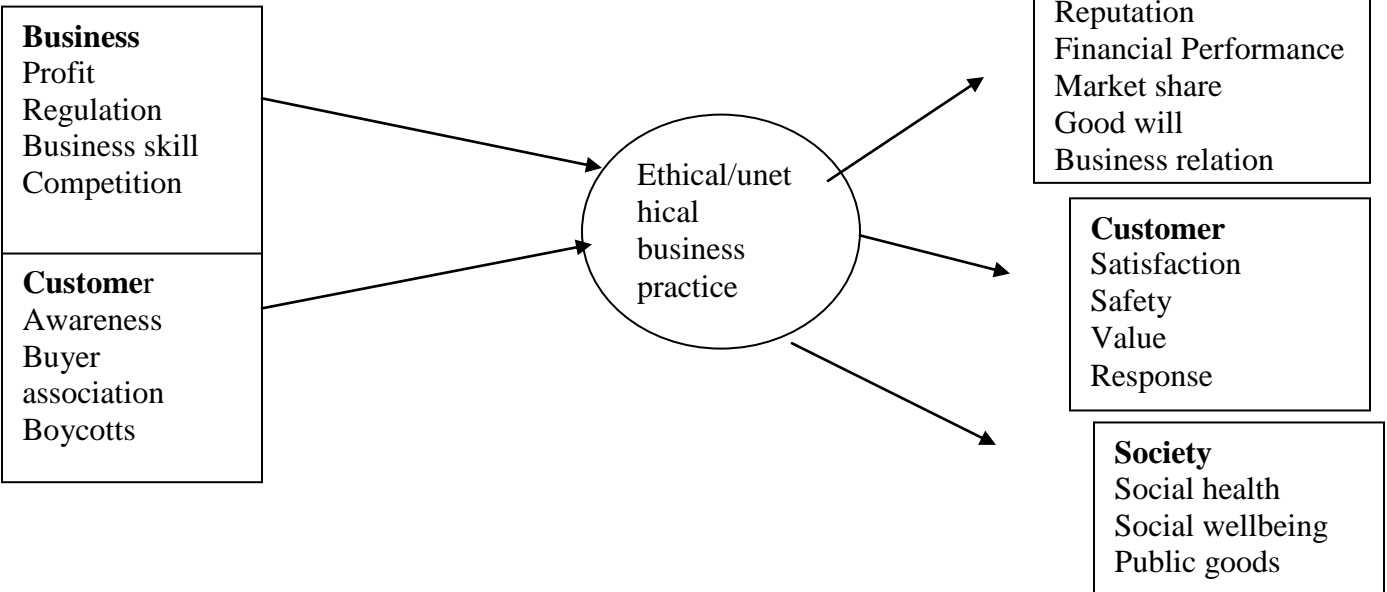 Business
Profit
Regulation
Business skill
Competition
Customer
Awareness
Buyer
association
Boycotts
Ethical/unet
hical
business
practice
Reputation
Financial Performance
Market share
Good will
Business relation
Customer
Satisfaction
Safety
Value
Response
Society
Social health
Social wellbeing
Public goods